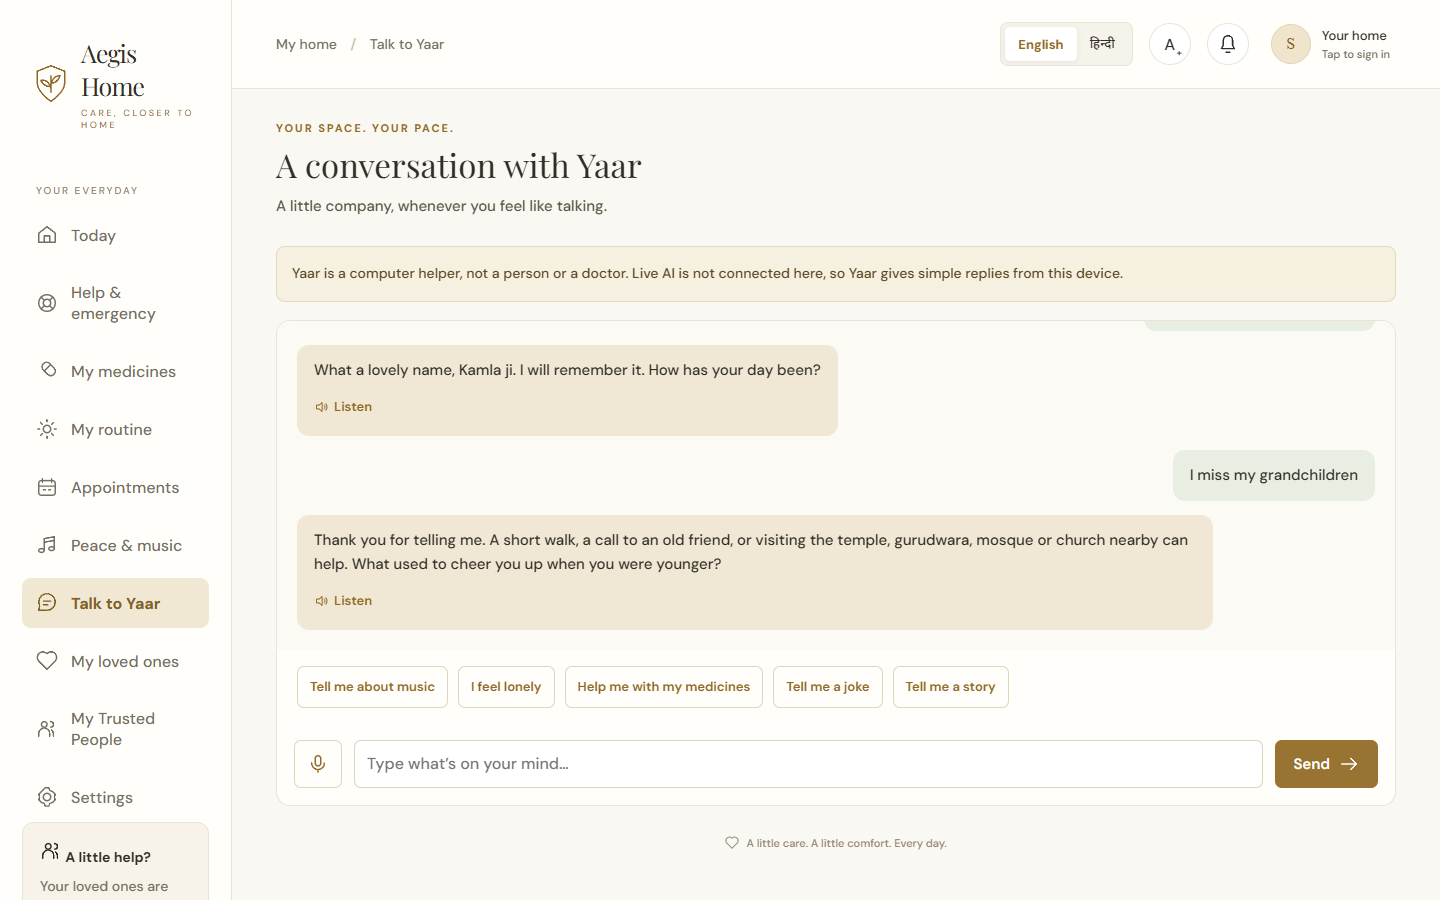 Aegis
Home
CARE, CLOSER TO
HOME
YOUR EVERYDAY
Today
Help &
emergency
My medicines
My routine
Appointments
Peace & music
Talk to Yaar
My loved ones
My Trusted
People
Settings
A little help?
Your loved ones are
My home / Talk to Yaar
English
हिन्दी
A+
S
Your home
Tap to sign in
YOUR SPACE. YOUR PACE.
A conversation with Yaar
A little company, whenever you feel like talking.
Yaar is a computer helper, not a person or a doctor. Live AI is not connected here, so Yaar gives simple replies from this device.
What a lovely name, Kamla ji. I will remember it. How has your day been?
Listen
I miss my grandchildren
Thank you for telling me. A short walk, a call to an old friend, or visiting the temple, gurudwara, mosque or church nearby can
help. What used to cheer you up when you were younger?
Listen
Tell me about music
I feel lonely
Help me with my medicines
Tell me a joke
Tell me a story
Type what’s on your mind...
Send
A little care. A little comfort. Every day.